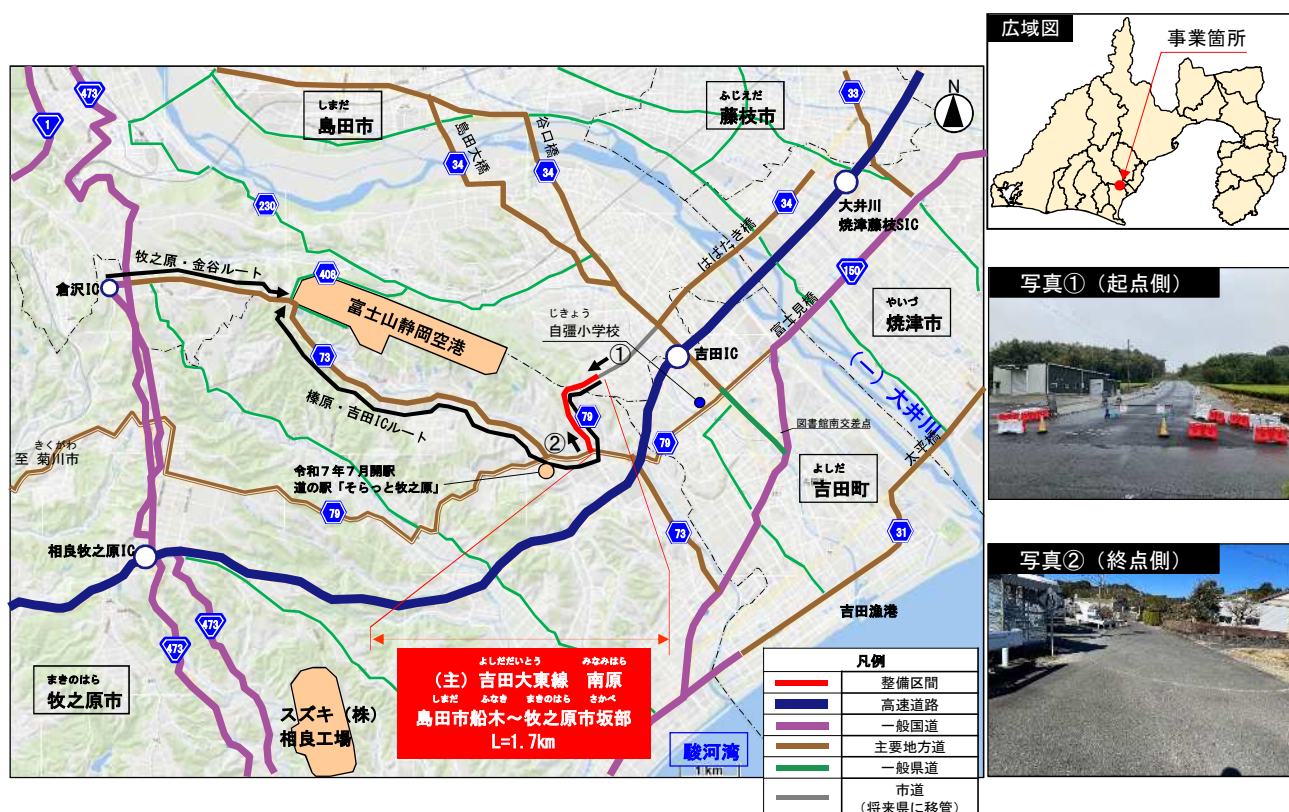 広域図
事業箇所
写真①（起点側）
写真②（終点側）
N
473
1
しまだ
島田市
島田大橋
34
谷口橋
34
ふじえだ
藤枝市
33
大井川
焼津藤枝SIC
34
はばたき橋
150
富士見橋
やいづ
焼津市
(一)大井川
太平橋
230
牧之原・金谷ルート
倉沢IC
408
富士山静岡空港
じきょう
自彊小学校
①
吉田IC
73
榛原・吉田ICルート
79
②
図書館南交差点
79
きくがわ
至 菊川市
令和７年７月開駅
道の駅「そらっと牧之原」
よしだ
吉田町
79
73
31
相良牧之原IC
吉田漁港
473
473
まきのはら
牧之原市
スズキ（株）
相良工場
よしだだいとう みなみはら
（主）吉田大東線 南原
しまだ ふなき まきのはら さかべ
島田市船木～牧之原市坂部
L=1.7km
駿河湾
1 km
凡例
整備区間
高速道路
一般国道
主要地方道
一般県道
市道
（将来県に移管）